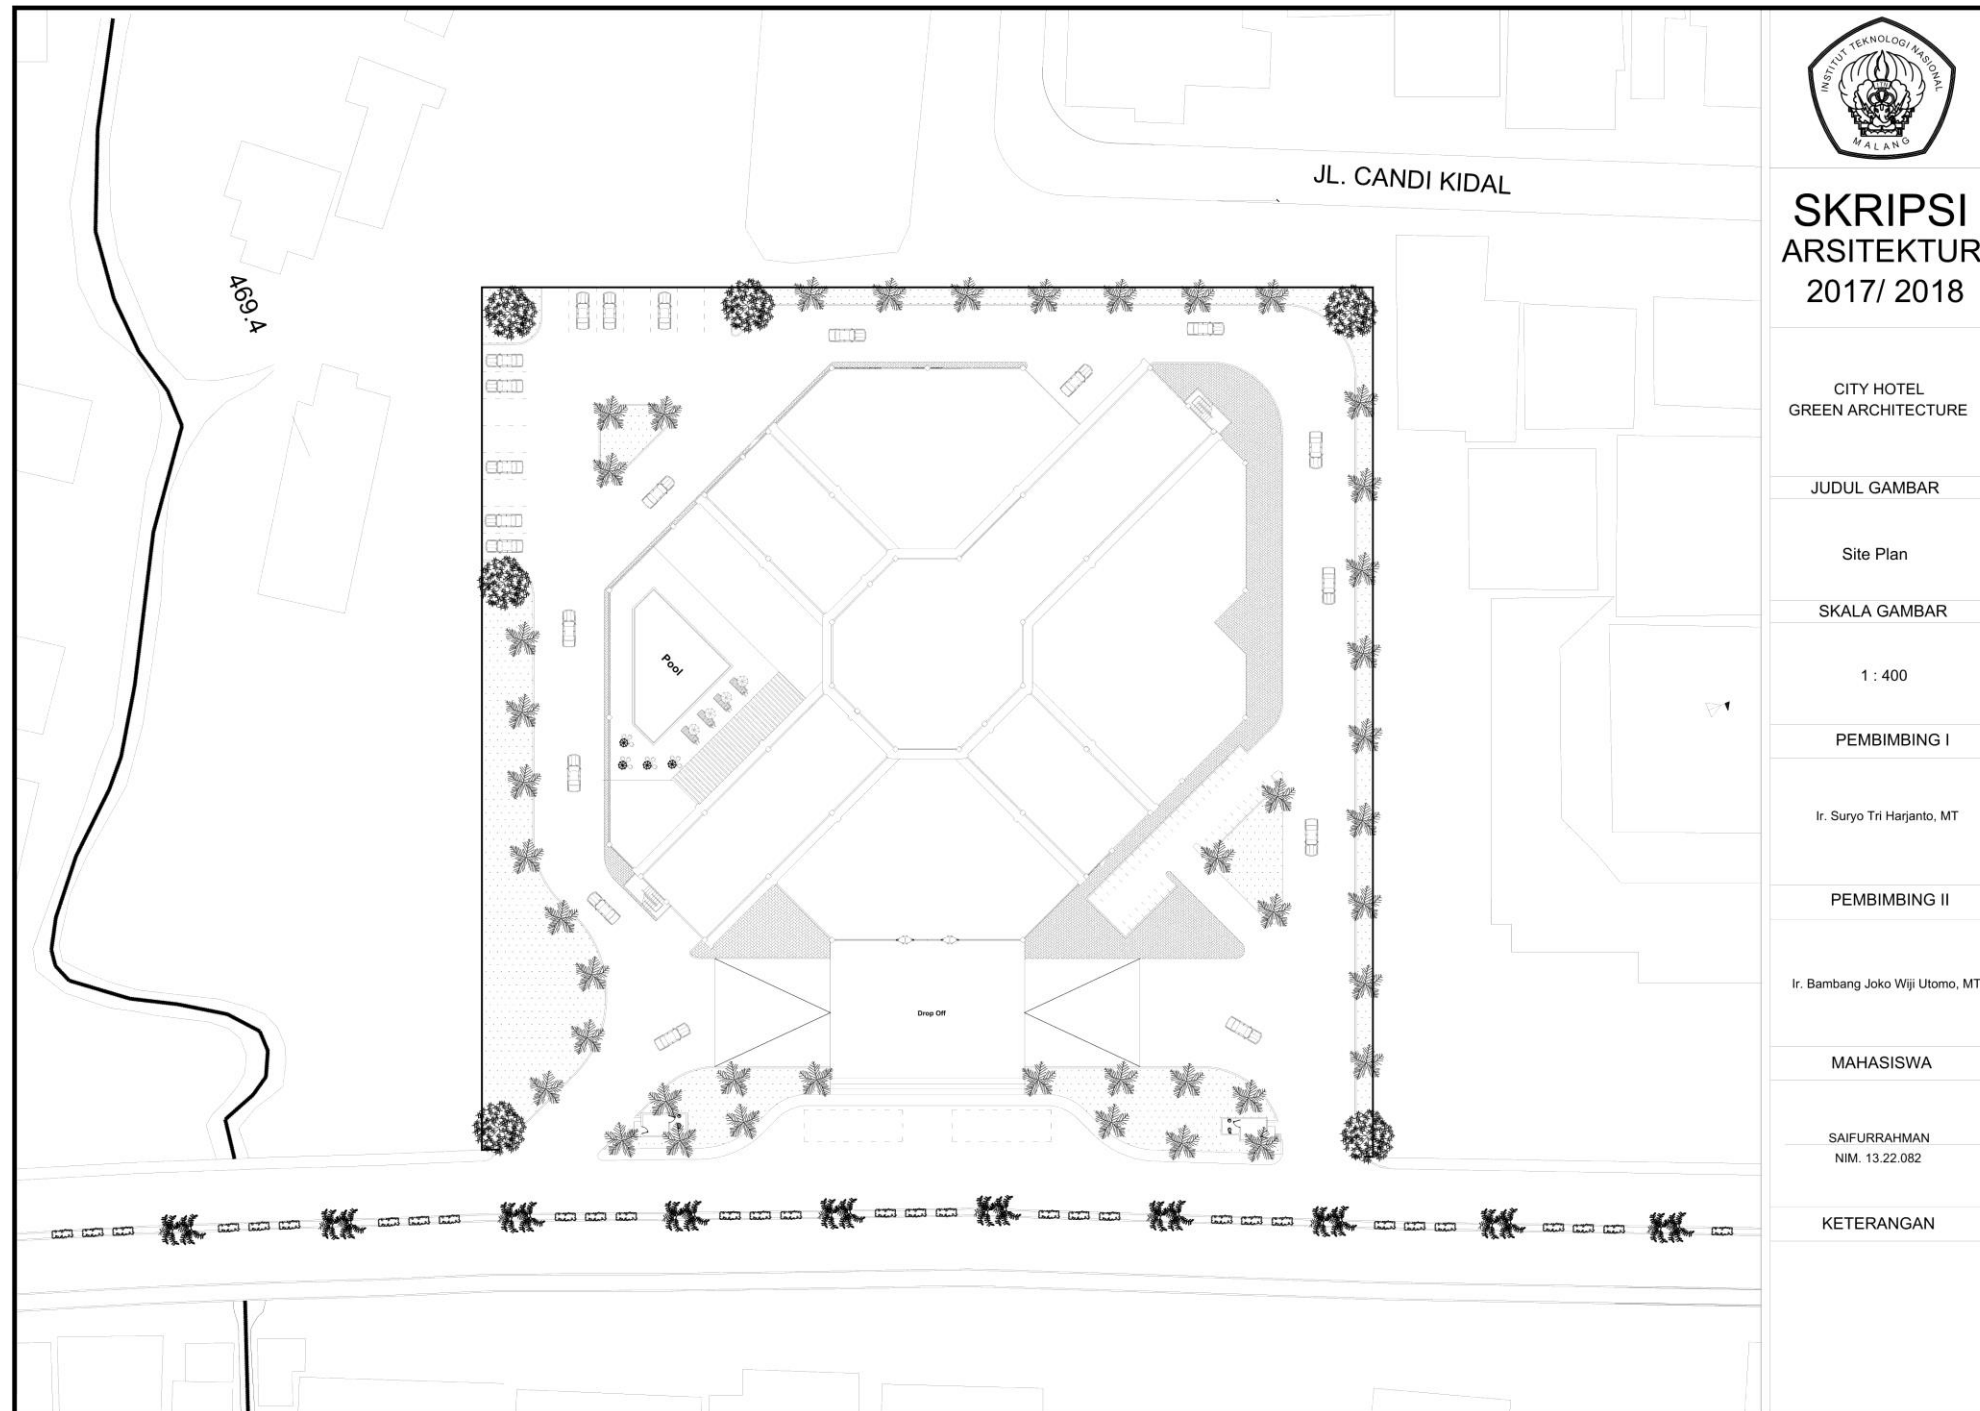 INSTITUT TEKNOLOGI NASIONAL
MALANG
SKRIPSI
ARSITEKTUR
2017/ 2018
CITY HOTEL
GREEN ARCHITECTURE
JUDUL GAMBAR
Site Plan
SKALA GAMBAR
1 : 400
PEMBIMBING I
Ir. Suryo Tri Harjanto, MT
PEMBIMBING II
Ir. Bambang Joko Wiji Utomo, MT
MAHASISWA
SAIFURRAHMAN
NIM. 13.22.082
KETERANGAN
JL. CANDI KIDAL
469.4
Pool
Drop Off